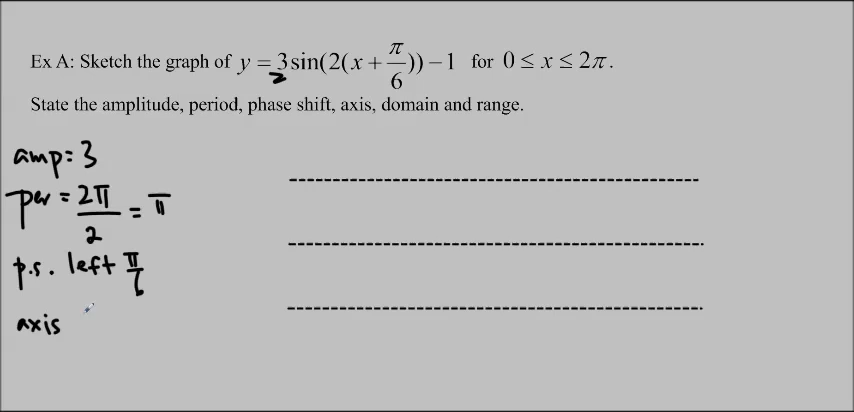 Ex A: Sketch the graph of y = 3sin(2(x + π/6)) − 1 for 0 ≤ x ≤ 2π.
State the amplitude, period, phase shift, axis, domain and range.
amp = 3
per = 2π/2 = π
p.s. left π/6
axis